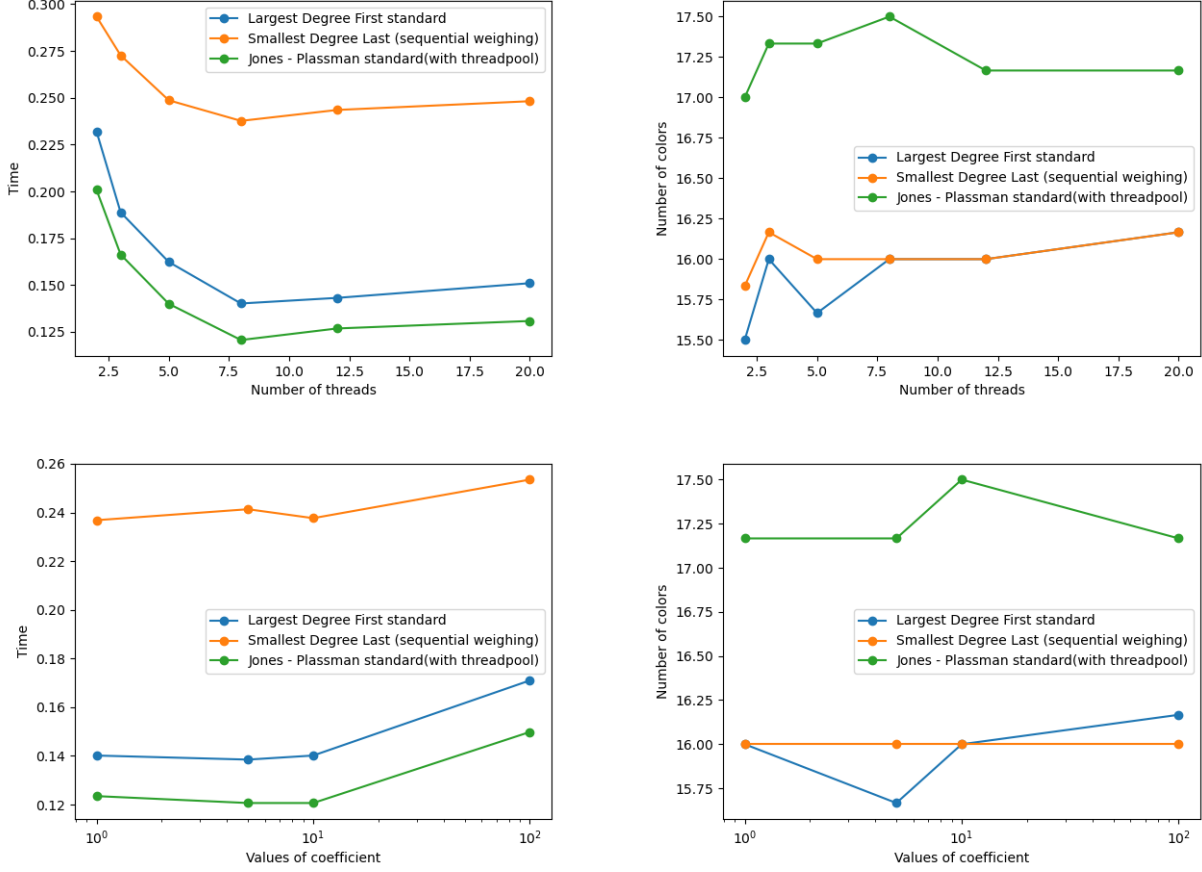 0.300
0.275
0.250
0.225
0.200
0.175
0.150
0.125
Time
Largest Degree First standard
Smallest Degree Last (sequential weighing)
Jones - Plassman standard(with threadpool)
2.5 5.0 7.5 10.0 12.5 15.0 17.5 20.0
Number of threads
17.50
17.25
17.00
16.75
16.50
16.25
16.00
15.75
15.50
Number of colors
Largest Degree First standard
Smallest Degree Last (sequential weighing)
Jones - Plassman standard(with threadpool)
2.5 5.0 7.5 10.0 12.5 15.0 17.5 20.0
Number of threads
0.26
0.24
0.22
0.20
0.18
0.16
0.14
0.12
Time
Largest Degree First standard
Smallest Degree Last (sequential weighing)
Jones - Plassman standard(with threadpool)
10⁰ 10¹ 10²
Values of coefficient
17.50
17.25
17.00
16.75
16.50
16.25
16.00
15.75
Number of colors
Largest Degree First standard
Smallest Degree Last (sequential weighing)
Jones - Plassman standard(with threadpool)
10⁰ 10¹ 10²
Values of coefficient